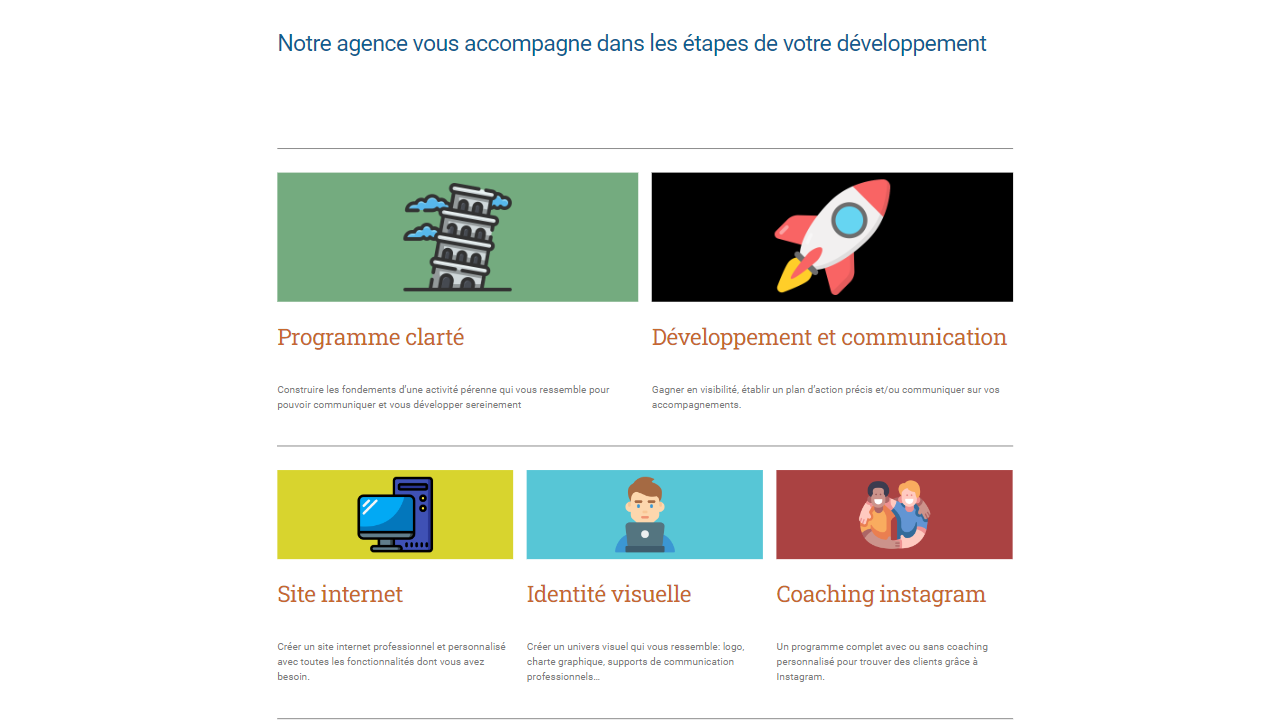 Notre agence vous accompagne dans les étapes de votre développement
Programme clarté
Développement et communication
Construire les fondements d'une activité pérenne qui vous ressemble pour
pouvoir communiquer et vous développer sereinement
Gagner en visibilité, établir un plan d'action précis et/ou communiquer sur vos
accompagnements.
Site internet
Identité visuelle
Coaching instagram
Créer un site internet professionnel et personnalisé
avec toutes les fonctionnalités dont vous avez
besoin.
Créer un univers visuel qui vous ressemble: logo,
charte graphique, supports de communication
professionnels...
Un programme complet avec ou sans coaching
personnalisé pour trouver des clients grâce à
Instagram.